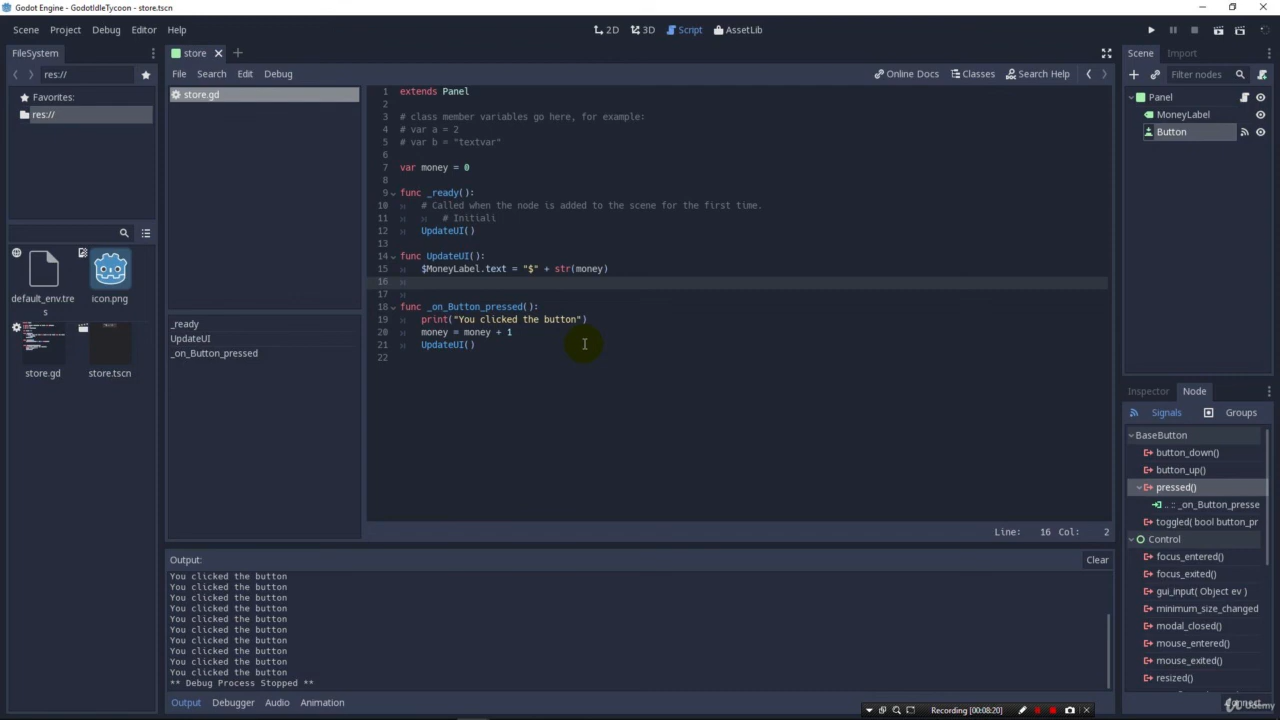 Godot Engine - GodotIdleTycoon - store.tscn
Scene Project Debug Editor Help
2D 3D Script AssetLib
FileSystem
res://
Favorites:
res://
default_env.tre
s
icon.png
store.gd
store.tscn
store
File Search Edit Debug
Online Docs Classes Search Help
store.gd
_ready
UpdateUI
_on_Button_pressed
1 extends Panel
2
3 # class member variables go here, for example:
4 # var a = 2
5 # var b = "textvar"
6
7 var money = 0
8
9 func _ready():
10 # Called when the node is added to the scene for the first time.
11 # Initiali
12 UpdateUI()
13
14 func UpdateUI():
15 $MoneyLabel.text = "$" + str(money)
16
17
18 func _on_Button_pressed():
19 print("You clicked the button")
20 money = money + 1
21 UpdateUI()
22
Line: 16 Col: 2
Output:
Clear
You clicked the button
You clicked the button
You clicked the button
You clicked the button
You clicked the button
You clicked the button
You clicked the button
You clicked the button
You clicked the button
You clicked the button
** Debug Process Stopped **
Output Debugger Audio Animation
Scene Import
Filter nodes
Panel
MoneyLabel
Button
Inspector Node
Signals Groups
BaseButton
button_down()
button_up()
pressed()
.. :: _on_Button_presse
toggled( bool button_pr
Control
focus_entered()
focus_exited()
gui_input( Object ev )
minimum_size_changed
modal_closed()
mouse_entered()
mouse_exited()
resized()
Recording [00:08:20]
Udemy